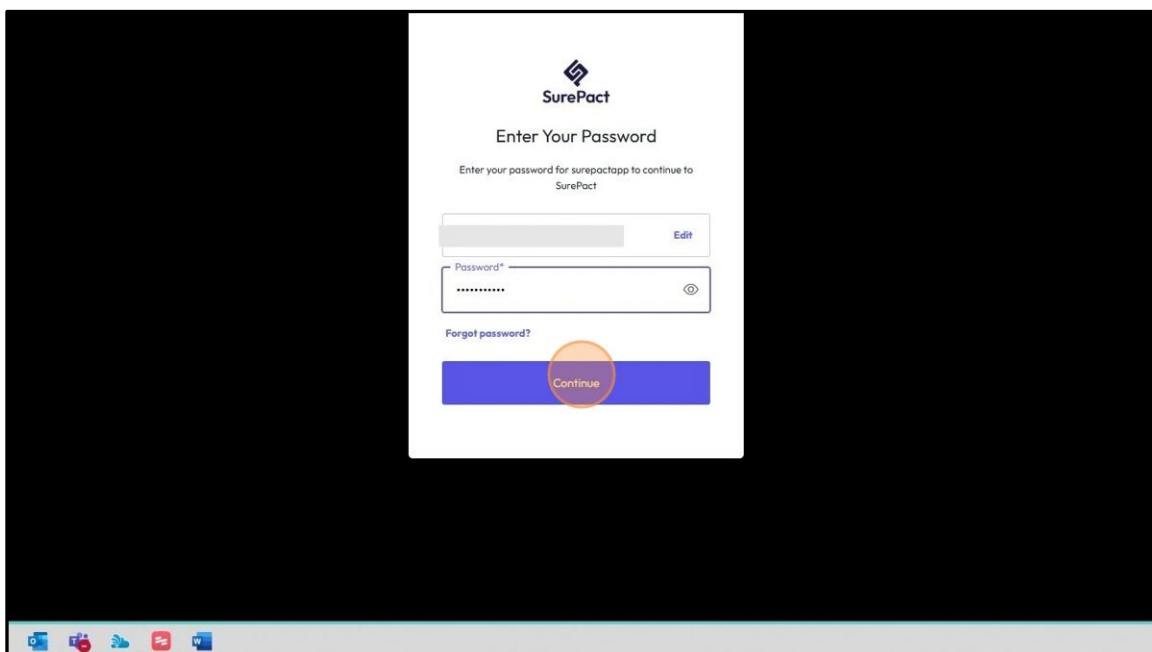 SurePact
Enter Your Password
Enter your password for surepactapp to continue to
SurePact
Edit
Password*
•••••••••••
Forgot password?
Continue